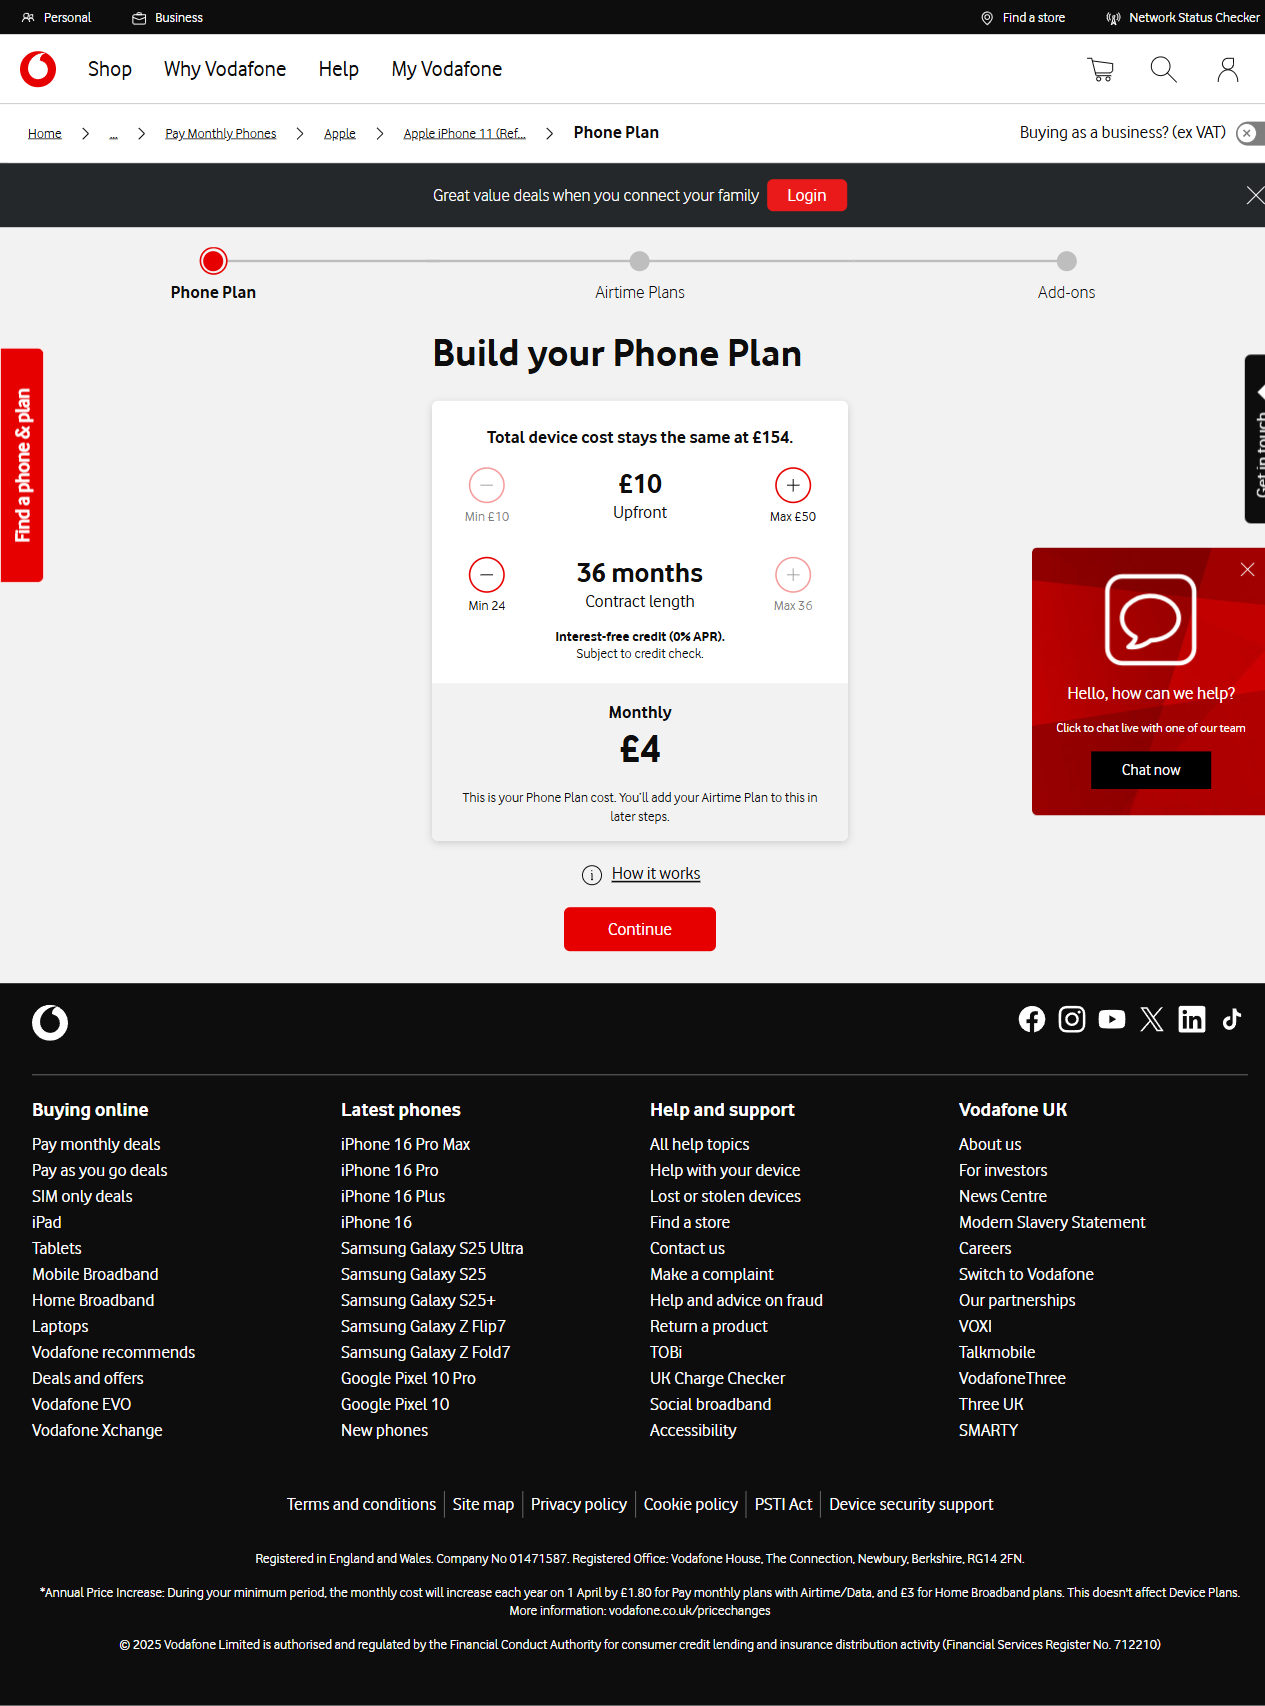 Personal
Business
Find a store
Network Status Checker
Shop
Why Vodafone
Help
My Vodafone
Home
...
Pay Monthly Phones
Apple
Apple iPhone 11 (Ref...
Phone Plan
Buying as a business? (ex VAT)
Great value deals when you connect your family
Login
Phone Plan
Airtime Plans
Add-ons
Find a phone & plan
Get in touch
Build your Phone Plan
Total device cost stays the same at £154.
£10
Upfront
Min £10
Max £50
36 months
Contract length
Min 24
Max 36
Interest-free credit (0% APR).
Subject to credit check.
Monthly
£4
This is your Phone Plan cost. You'll add your Airtime Plan to this in
later steps.
How it works
Continue
Hello, how can we help?
Click to chat live with one of our team
Chat now
Buying online
Pay monthly deals
Pay as you go deals
SIM only deals
iPad
Tablets
Mobile Broadband
Home Broadband
Laptops
Vodafone recommends
Deals and offers
Vodafone EVO
Vodafone Xchange
Latest phones
iPhone 16 Pro Max
iPhone 16 Pro
iPhone 16 Plus
iPhone 16
Samsung Galaxy S25 Ultra
Samsung Galaxy S25
Samsung Galaxy S25+
Samsung Galaxy Z Flip7
Samsung Galaxy Z Fold7
Google Pixel 10 Pro
Google Pixel 10
New phones
Help and support
All help topics
Help with your device
Lost or stolen devices
Find a store
Contact us
Make a complaint
Help and advice on fraud
Return a product
TOBi
UK Charge Checker
Social broadband
Accessibility
Vodafone UK
About us
For investors
News Centre
Modern Slavery Statement
Careers
Switch to Vodafone
Our partnerships
VOXI
Talkmobile
VodafoneThree
Three UK
SMARTY
Terms and conditions
Site map
Privacy policy
Cookie policy
PSTI Act
Device security support
Registered in England and Wales. Company No 01471587. Registered Office: Vodafone House, The Connection, Newbury, Berkshire, RG14 2FN.
*Annual Price Increase: During your minimum period, the monthly cost will increase each year on 1 April by £1.80 for Pay monthly plans with Airtime/Data, and £3 for Home Broadband plans. This doesn't affect Device Plans.
More information: vodafone.co.uk/pricechanges
© 2025 Vodafone Limited is authorised and regulated by the Financial Conduct Authority for consumer credit lending and insurance distribution activity (Financial Services Register No. 712210)